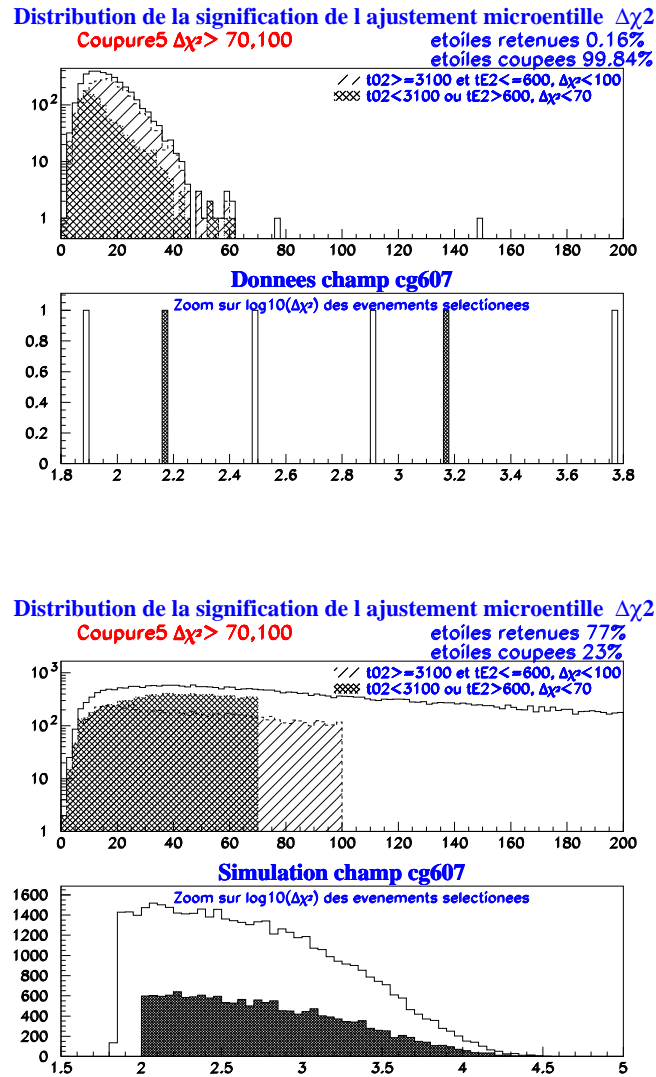 Distribution de la signification de l ajustement microentille Δχ2
Coupure5 Δχ²> 70,100
etoiles retenues 0.16%
etoiles coupees 99.84%
t02>=3100 et tE2<=600, Δχ²<100
t02<3100 ou tE2>600, Δχ²<70
10²
10
1
0 20 40 60 80 100 120 140 160 180 200
Donnees champ cg607
Zoom sur log10(Δχ²) des evenements selectionees
1
0.8
0.6
0.4
0.2
0
1.8 2 2.2 2.4 2.6 2.8 3 3.2 3.4 3.6 3.8
Distribution de la signification de l ajustement microentille Δχ2
Coupure5 Δχ²> 70,100
etoiles retenues 77%
etoiles coupees 23%
t02>=3100 et tE2<=600, Δχ²<100
t02<3100 ou tE2>600, Δχ²<70
10³
10²
10
1
0 20 40 60 80 100 120 140 160 180 200
Simulation champ cg607
Zoom sur log10(Δχ²) des evenements selectionees
1600
1400
1200
1000
800
600
400
200
0
1.5 2 2.5 3 3.5 4 4.5 5